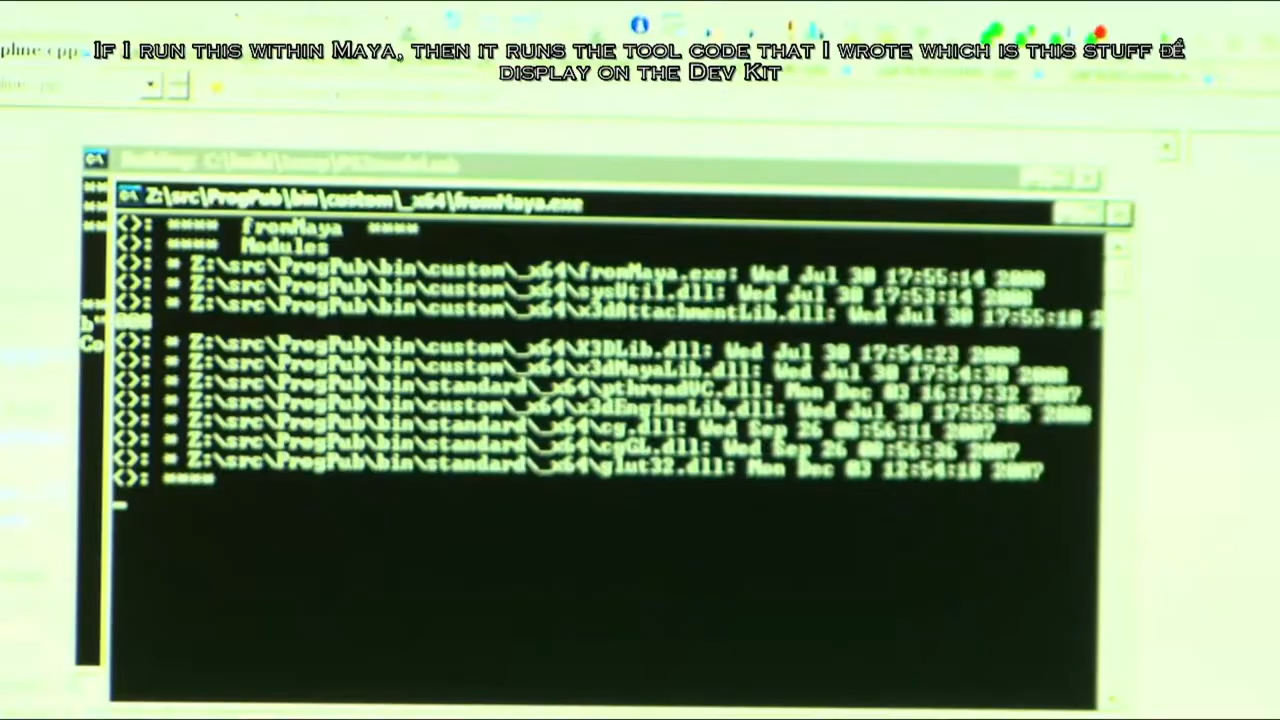 pline.cpp
IF I RUN THIS WITHIN MAYA, THEN IT RUNS THE TOOL CODE THAT I WROTE WHICH IS THIS STUFF ĐỂ
DISPLAY ON THE DEV KIT
Z:\src\ProgPub\bin\custom\_x64\fromMaya.exe
<>: **** fromMaya ****
<>: **** Modules
<>: * Z:\src\ProgPub\bin\custom\_x64\fromMaya.exe: Wed Jul 30 17:55:14 2008
<>: * Z:\src\ProgPub\bin\custom\_x64\sysUtil.dll: Wed Jul 30 17:53:14 2008
<>: * Z:\src\ProgPub\bin\custom\_x64\x3dAttachmentLib.dll: Wed Jul 30 17:55:10
<>: * Z:\src\ProgPub\bin\custom\_x64\X3DLib.dll: Wed Jul 30 17:54:23 2008
<>: * Z:\src\ProgPub\bin\custom\_x64\x3dMayaLib.dll: Wed Jul 30 17:54:30 2008
<>: * Z:\src\ProgPub\bin\standard\_x64\pthreadVC.dll: Mon Dec 03 16:19:32 2007
<>: * Z:\src\ProgPub\bin\custom\_x64\x3dEngineLib.dll: Wed Jul 30 17:55:05 2008
<>: * Z:\src\ProgPub\bin\standard\_x64\cg.dll: Wed Sep 26 08:56:11 2007
<>: * Z:\src\ProgPub\bin\standard\_x64\cgGL.dll: Wed Sep 26 08:56:36 2007
<>: * Z:\src\ProgPub\bin\standard\_x64\glut32.dll: Mon Dec 03 12:54:10 2007
<>: ****